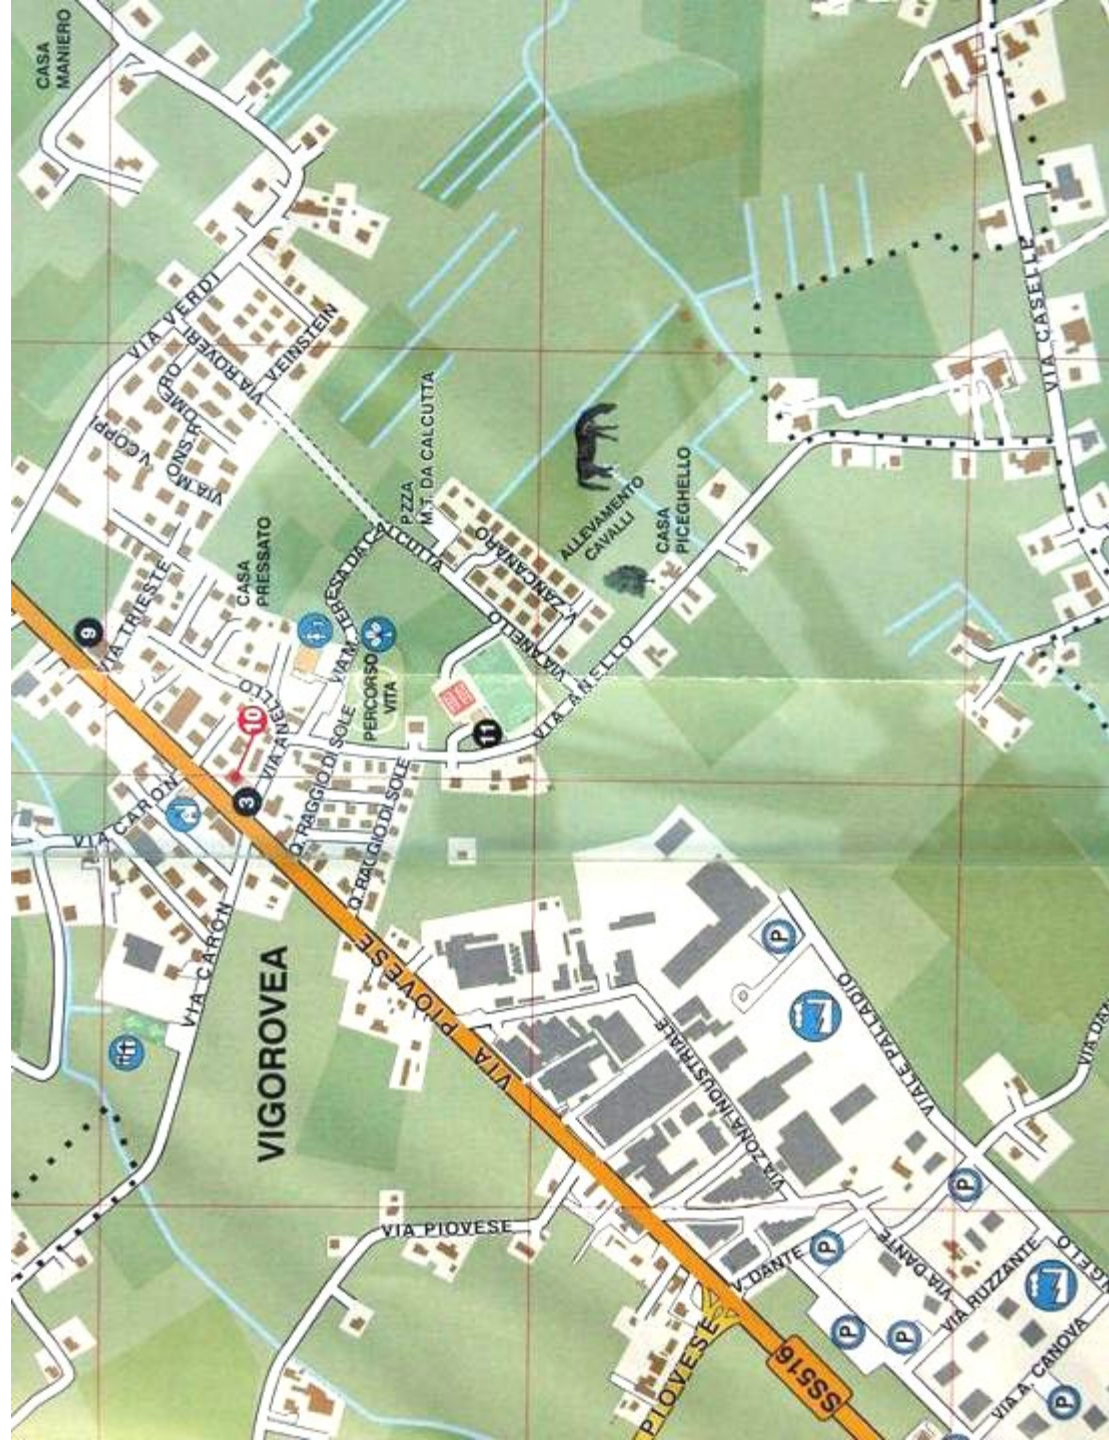 CASA
MANIERO
VIA VERDI
VIA ROVERI
V.EINSTEIN
V.COPPI
VIA MONS.ROMERO
PZZA
M.T. DA CALCUTTA
VIA CASELLE
CASA
PRESSATO
VIA M. TERESA DA CALCUTTA
ALLEVAMENTO
CAVALLI
CASA
PICEGHELLO
V.ZANCANARO
9
VIA TRIESTE
VIA ANELLO
VIA ANELLO
PERCORSO
VITA
10
VIA ANELLO
11
3
Q. RAGGIO DI SOLE
Q. RAGGIO DI SOLE
VIA CARON
VIA CARON
VIGOROVEA
VIA PIOVESE
P
VIALE PALLADIO
VIA ZONA INDUSTRIALE
VIA DAN
P
VIA PIOVESE
V. DANTE
P
VIA DANTE
VIA RUZZANTE
P
P
PIOVESE
SS516
VIA A. CANOVA
P